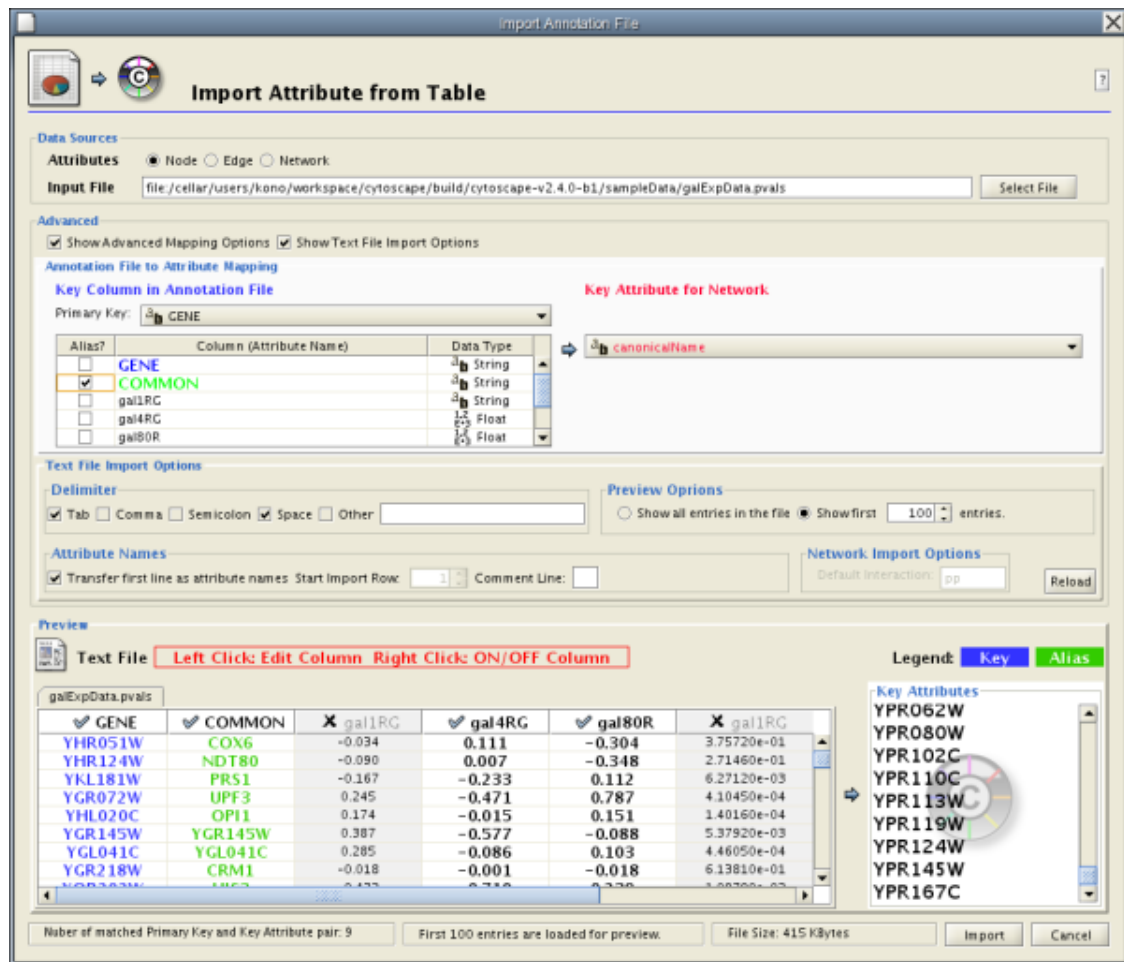 Import Annotation File
Import Attribute from Table
?
Data Sources
Attributes Node Edge Network
Input File file:/cellar/users/kono/workspace/cytoscape/build/cytoscape-v2.4.0-b1/sampleData/galExpData.pvals Select File
Advanced
Show Advanced Mapping Options Show Text File Import Options
Annotation File to Attribute Mapping
Key Column in Annotation File Key Attribute for Network
Primary Key: ab GENE
ab canonicalName
Alias? Column (Attribute Name) Data Type
GENE ab String
COMMON ab String
gal1RG ab String
gal4RG Float
gal80R Float
Text File Import Options
Delimiter Preview Options
Tab Comma Semicolon Space Other Show all entries in the file Show first 100 entries.
Attribute Names Network Import Options
Transfer first line as attribute names Start Import Row: 1 Comment Line: Default Interaction: pp Reload
Preview
Text File Left Click: Edit Column Right Click: ON/OFF Column Legend: Key Alias
galExpData.pvals Key Attributes
GENE COMMON gal1RG gal4RG gal80R gal1RG
YHR051W COX6 -0.034 0.111 -0.304 3.75720e-01
YHR124W NDT80 -0.090 0.007 -0.348 2.71460e-01
YKL181W PRS1 -0.167 -0.233 0.112 6.27120e-03
YGR072W UPF3 0.245 -0.471 0.787 4.10450e-04
YHL020C OPI1 0.174 -0.015 0.151 1.40160e-04
YGR145W YGR145W 0.387 -0.577 -0.088 5.37920e-03
YGL041C YGL041C 0.285 -0.086 0.103 4.46050e-04
YGR218W CRM1 -0.018 -0.001 -0.018 6.13810e-01
YPR062W
YPR080W
YPR102C
YPR110C
YPR113W
YPR119W
YPR124W
YPR145W
YPR167C
Nuber of matched Primary Key and Key Attribute pair: 9 First 100 entries are loaded for preview. File Size: 415 KBytes Import Cancel